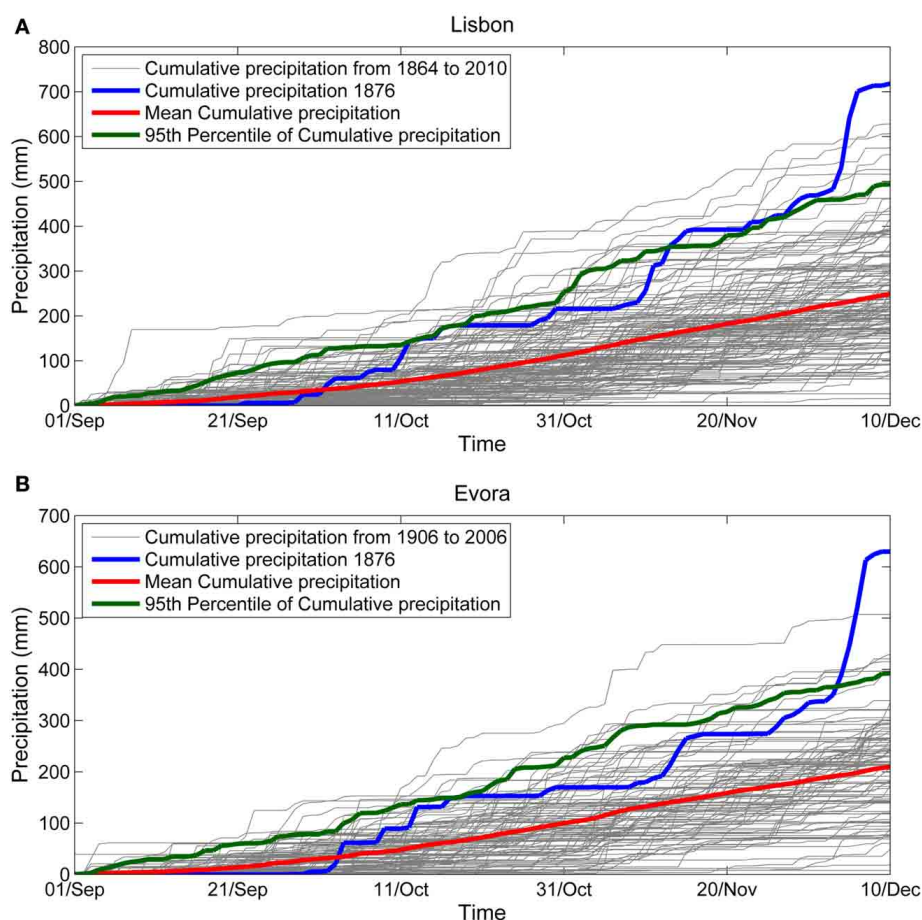 A
Lisbon
800
700
600
500
400
300
200
100
0
Precipitation (mm)
Cumulative precipitation from 1864 to 2010
Cumulative precipitation 1876
Mean Cumulative precipitation
95th Percentile of Cumulative precipitation
01/Sep 21/Sep 11/Oct 31/Oct 20/Nov 10/Dec
Time
B
Evora
700
600
500
400
300
200
100
0
Precipitation (mm)
Cumulative precipitation from 1906 to 2006
Cumulative precipitation 1876
Mean Cumulative precipitation
95th Percentile of Cumulative precipitation
01/Sep 21/Sep 11/Oct 31/Oct 20/Nov 10/Dec
Time